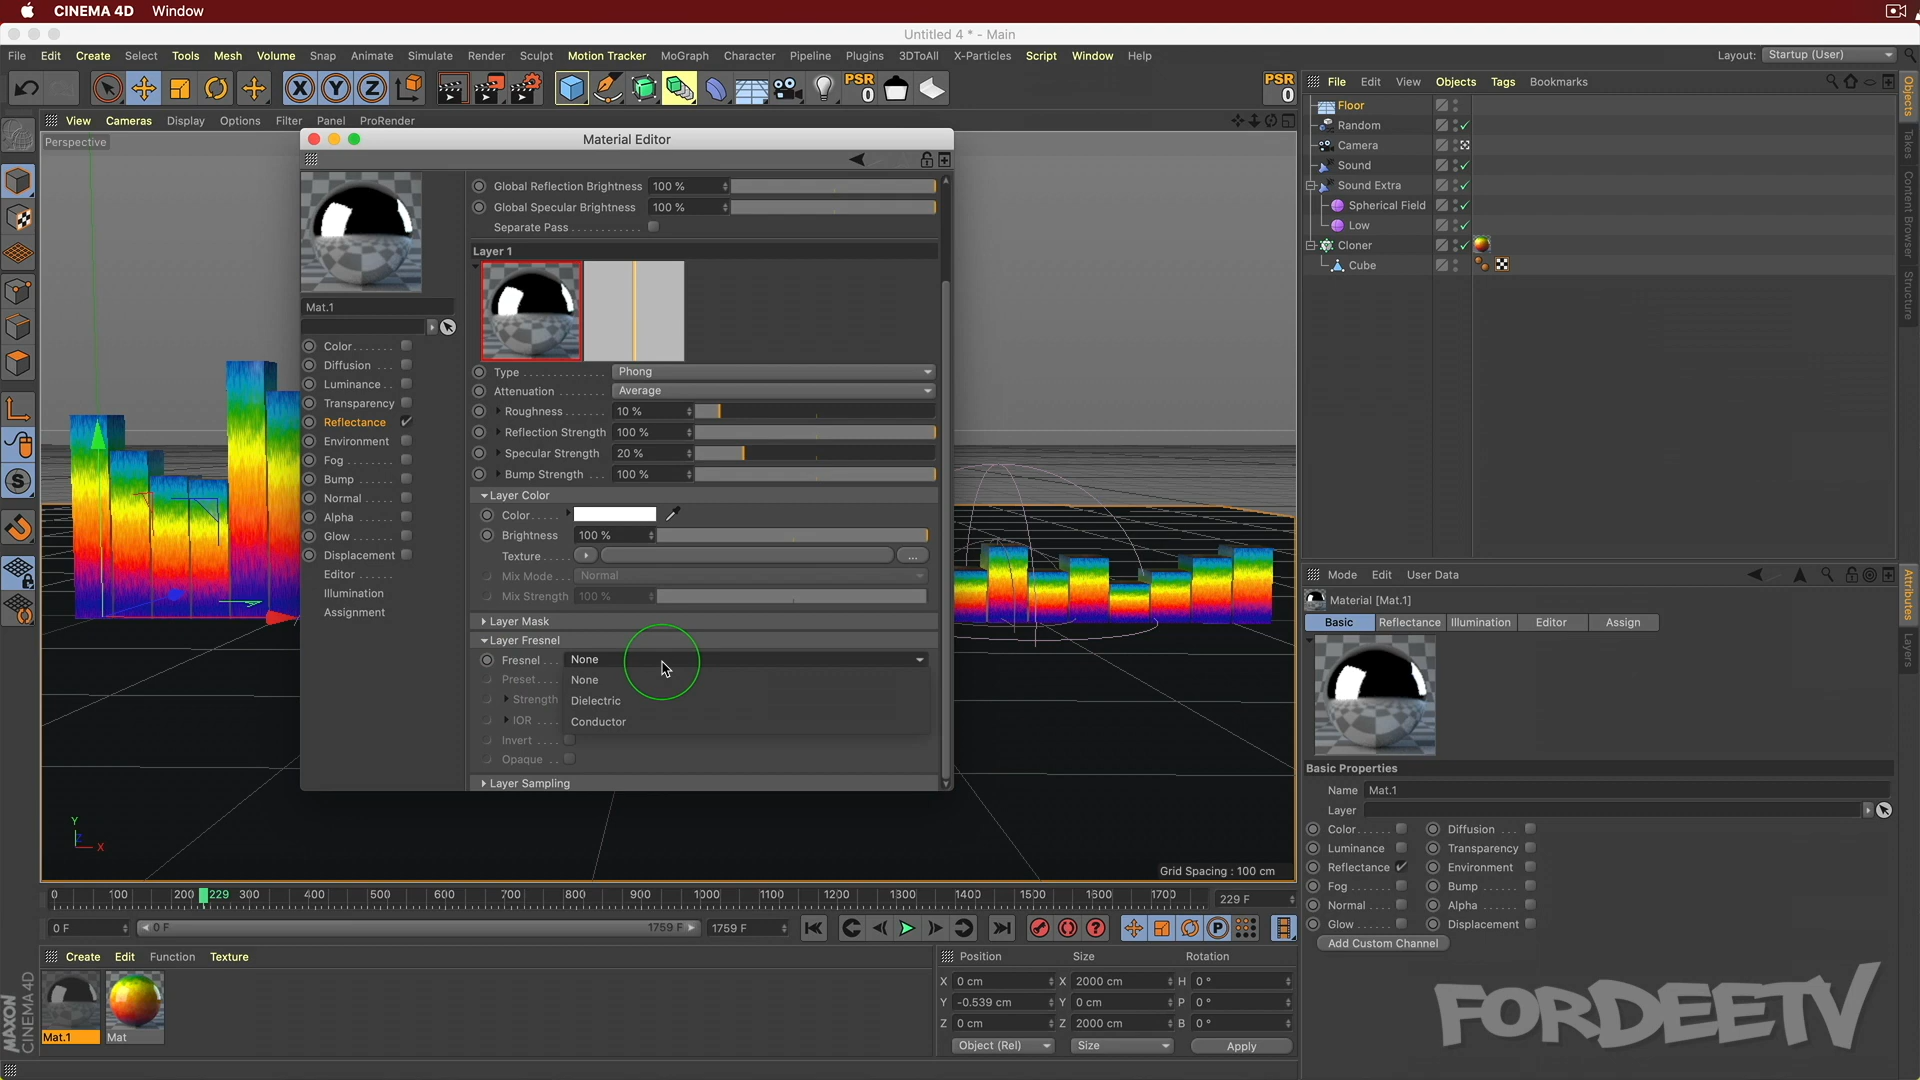 CINEMA 4D Window
Untitled 4 * - Main
File Edit Create Select Tools Mesh Volume Snap Animate Simulate Render Sculpt Motion Tracker MoGraph Character Pipeline Plugins 3DToAll X-Particles Script Window Help
Layout: Startup (User)
X Y Z PSR 0 PSR 0
File Edit View Objects Tags Bookmarks
View Cameras Display Options Filter Panel ProRender
Perspective
Material Editor
Mat.1
Color
Diffusion
Luminance
Transparency
Reflectance
Environment
Fog
Bump
Normal
Alpha
Glow
Displacement
Editor
Illumination
Assignment
Global Reflection Brightness 100 %
Global Specular Brightness 100 %
Separate Pass
Layer 1
Type Phong
Attenuation Average
Roughness 10 %
Reflection Strength 100 %
Specular Strength 20 %
Bump Strength 100 %
Layer Color
Color
Brightness 100 %
Texture ...
Mix Mode Normal
Mix Strength 100 %
Layer Mask
Layer Fresnel
Fresnel None
Preset None
Strength Dielectric
IOR Conductor
Invert
Opaque
Layer Sampling
Floor
Random
Camera
Sound
Sound Extra
Spherical Field
Low
Cloner
Cube
Objects
Takes
Content Browser
Structure
Mode Edit User Data
Material [Mat.1]
Basic Reflectance Illumination Editor Assign
Basic Properties
Name Mat.1
Layer
Color Diffusion
Luminance Transparency
Reflectance Environment
Fog Bump
Normal Alpha
Glow Displacement
Add Custom Channel
Attributes
Layers
Y
Z
X
Grid Spacing : 100 cm
0 100 200 229 300 400 500 600 700 800 900 1000 1100 1200 1300 1400 1500 1600 1700 229 F
0 F 0 F 1759 F 1759 F
Create Edit Function Texture
Mat.1 Mat
Position Size Rotation
X 0 cm X 2000 cm H 0 °
Y -0.539 cm Y 0 cm P 0 °
Z 0 cm Z 2000 cm B 0 °
Object (Rel) Size Apply
MAXON
CINEMA 4D
FORDEETV